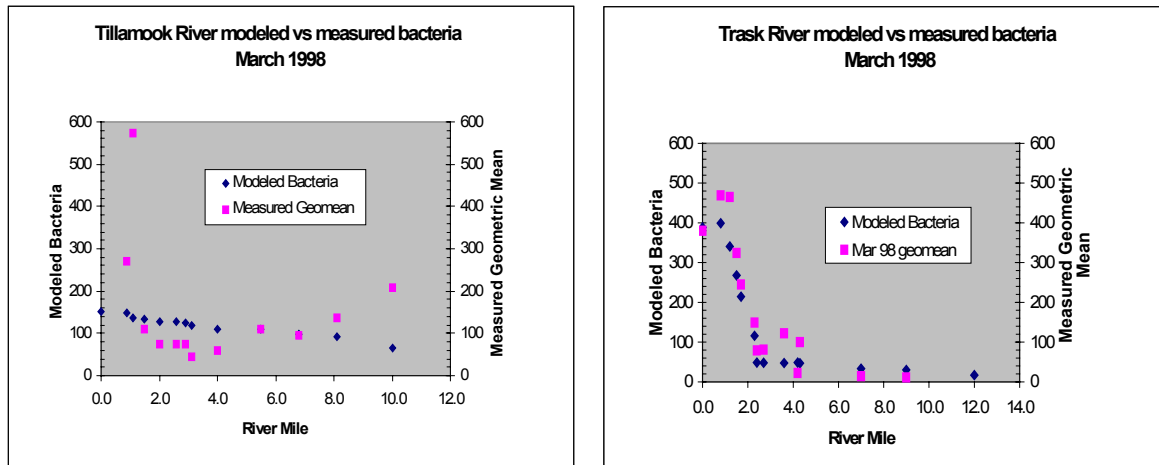 Tillamook River modeled vs measured bacteria
March 1998
Modeled Bacteria
600
500
400
300
200
100
0
Modeled Bacteria
Measured Geomean
600
500
400
300
200
100
0
Measured Geometric Mean
0.0 2.0 4.0 6.0 8.0 10.0 12.0
River Mile
Trask River modeled vs measured bacteria
March 1998
Modeled Bacteria
600
500
400
300
200
100
0
Modeled Bacteria
Mar 98 geomean
600
500
400
300
200
100
0
Measured Geometric
Mean
0.0 2.0 4.0 6.0 8.0 10.0 12.0 14.0
River Mile